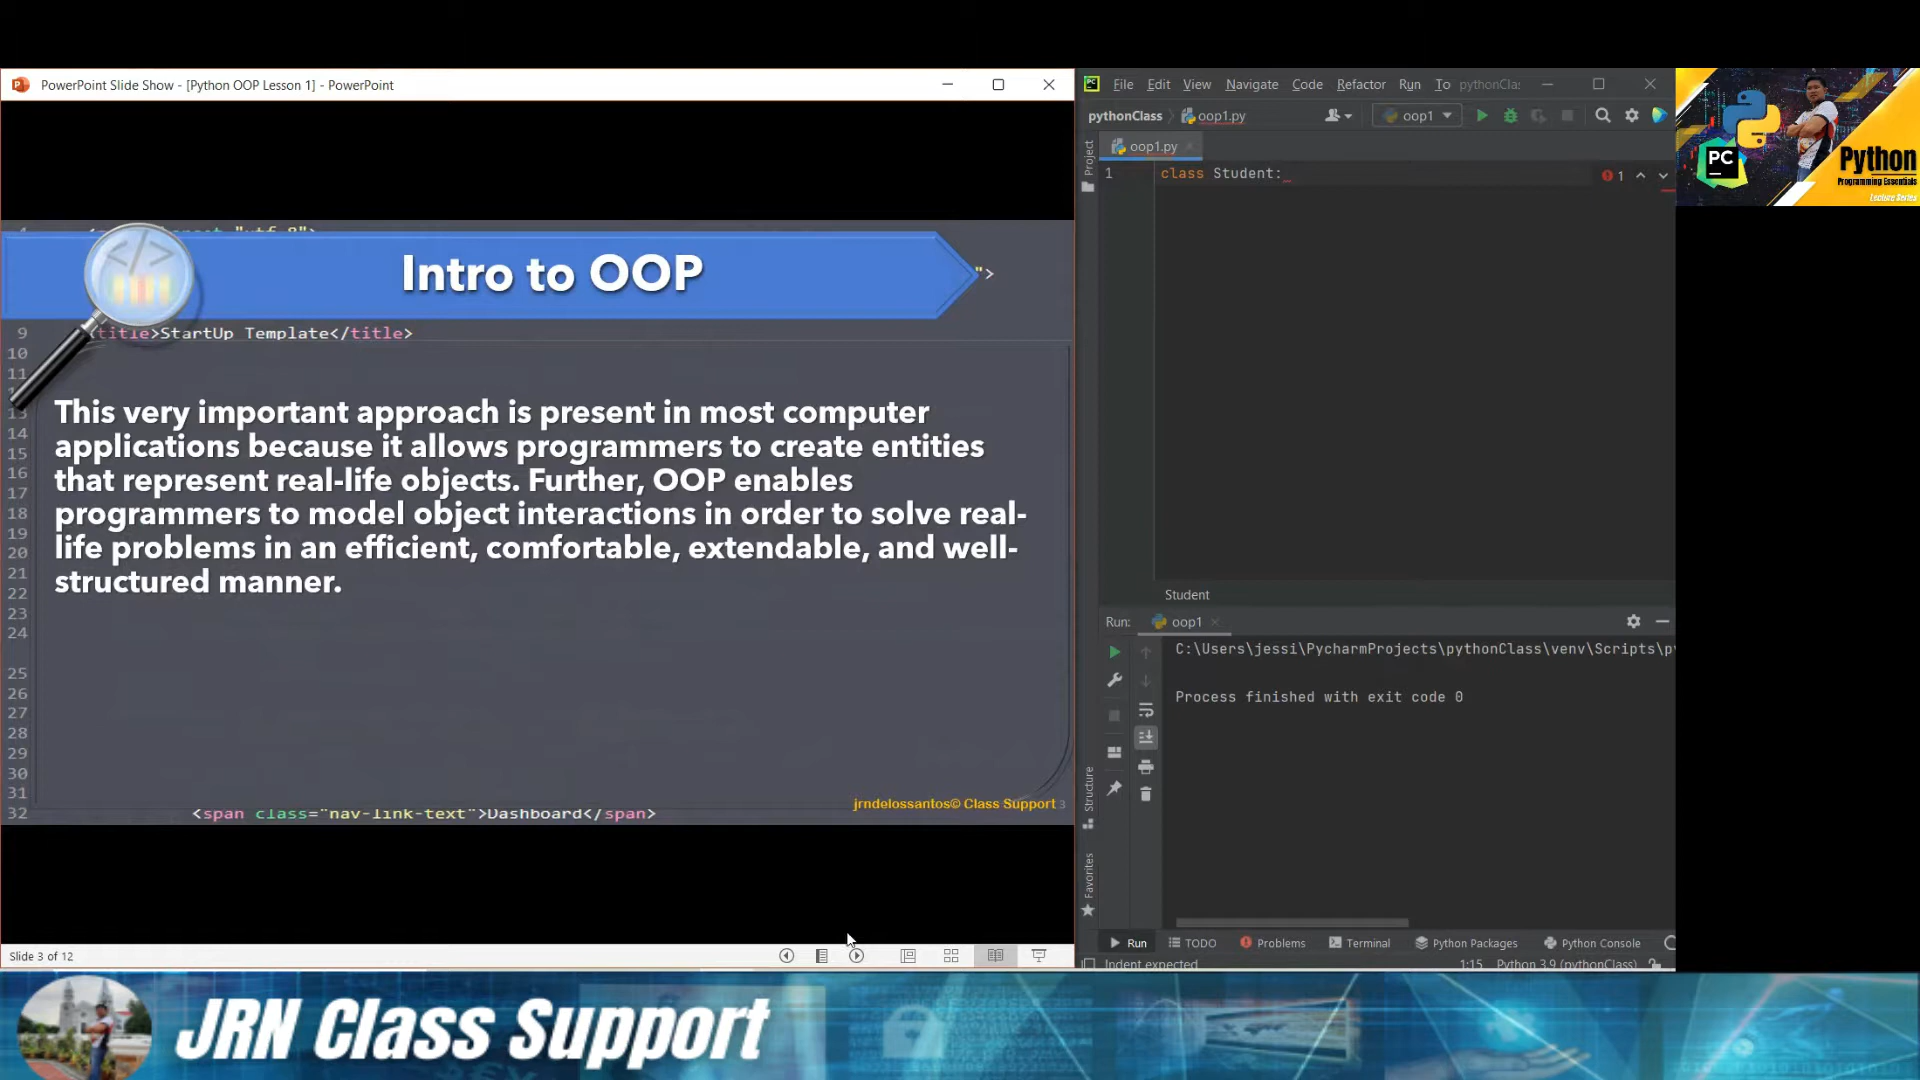 PowerPoint Slide Show - [Python OOP Lesson 1] - PowerPoint
Intro to OOP
">
9 <title>StartUp Template</title>
10
11
13
14
15
16
17
18
19
20
21
22
23
24
25
26
27
28
29
30
31
32 <span class="nav-link-text">Dashboard</span>
This very important approach is present in most computer
applications because it allows programmers to create entities
that represent real-life objects. Further, OOP enables
programmers to model object interactions in order to solve real-
life problems in an efficient, comfortable, extendable, and well-
structured manner.
jrndelossantos© Class Support 3
Slide 3 of 12
File Edit View Navigate Code Refactor Run To pythonCla
pythonClass oop1.py oop1
Project
oop1.py
1 class Student:_
1
Student
Run: oop1
C:\Users\jessi\PycharmProjects\pythonClass\venv\Scripts\py
Process finished with exit code 0
Structure
Favorites
Run TODO Problems Terminal Python Packages Python Console
Indent expected 1:15 Python 3.9 (pythonClass)
PC
Python
Programming Essentials
Lecture Series
JRN Class Support